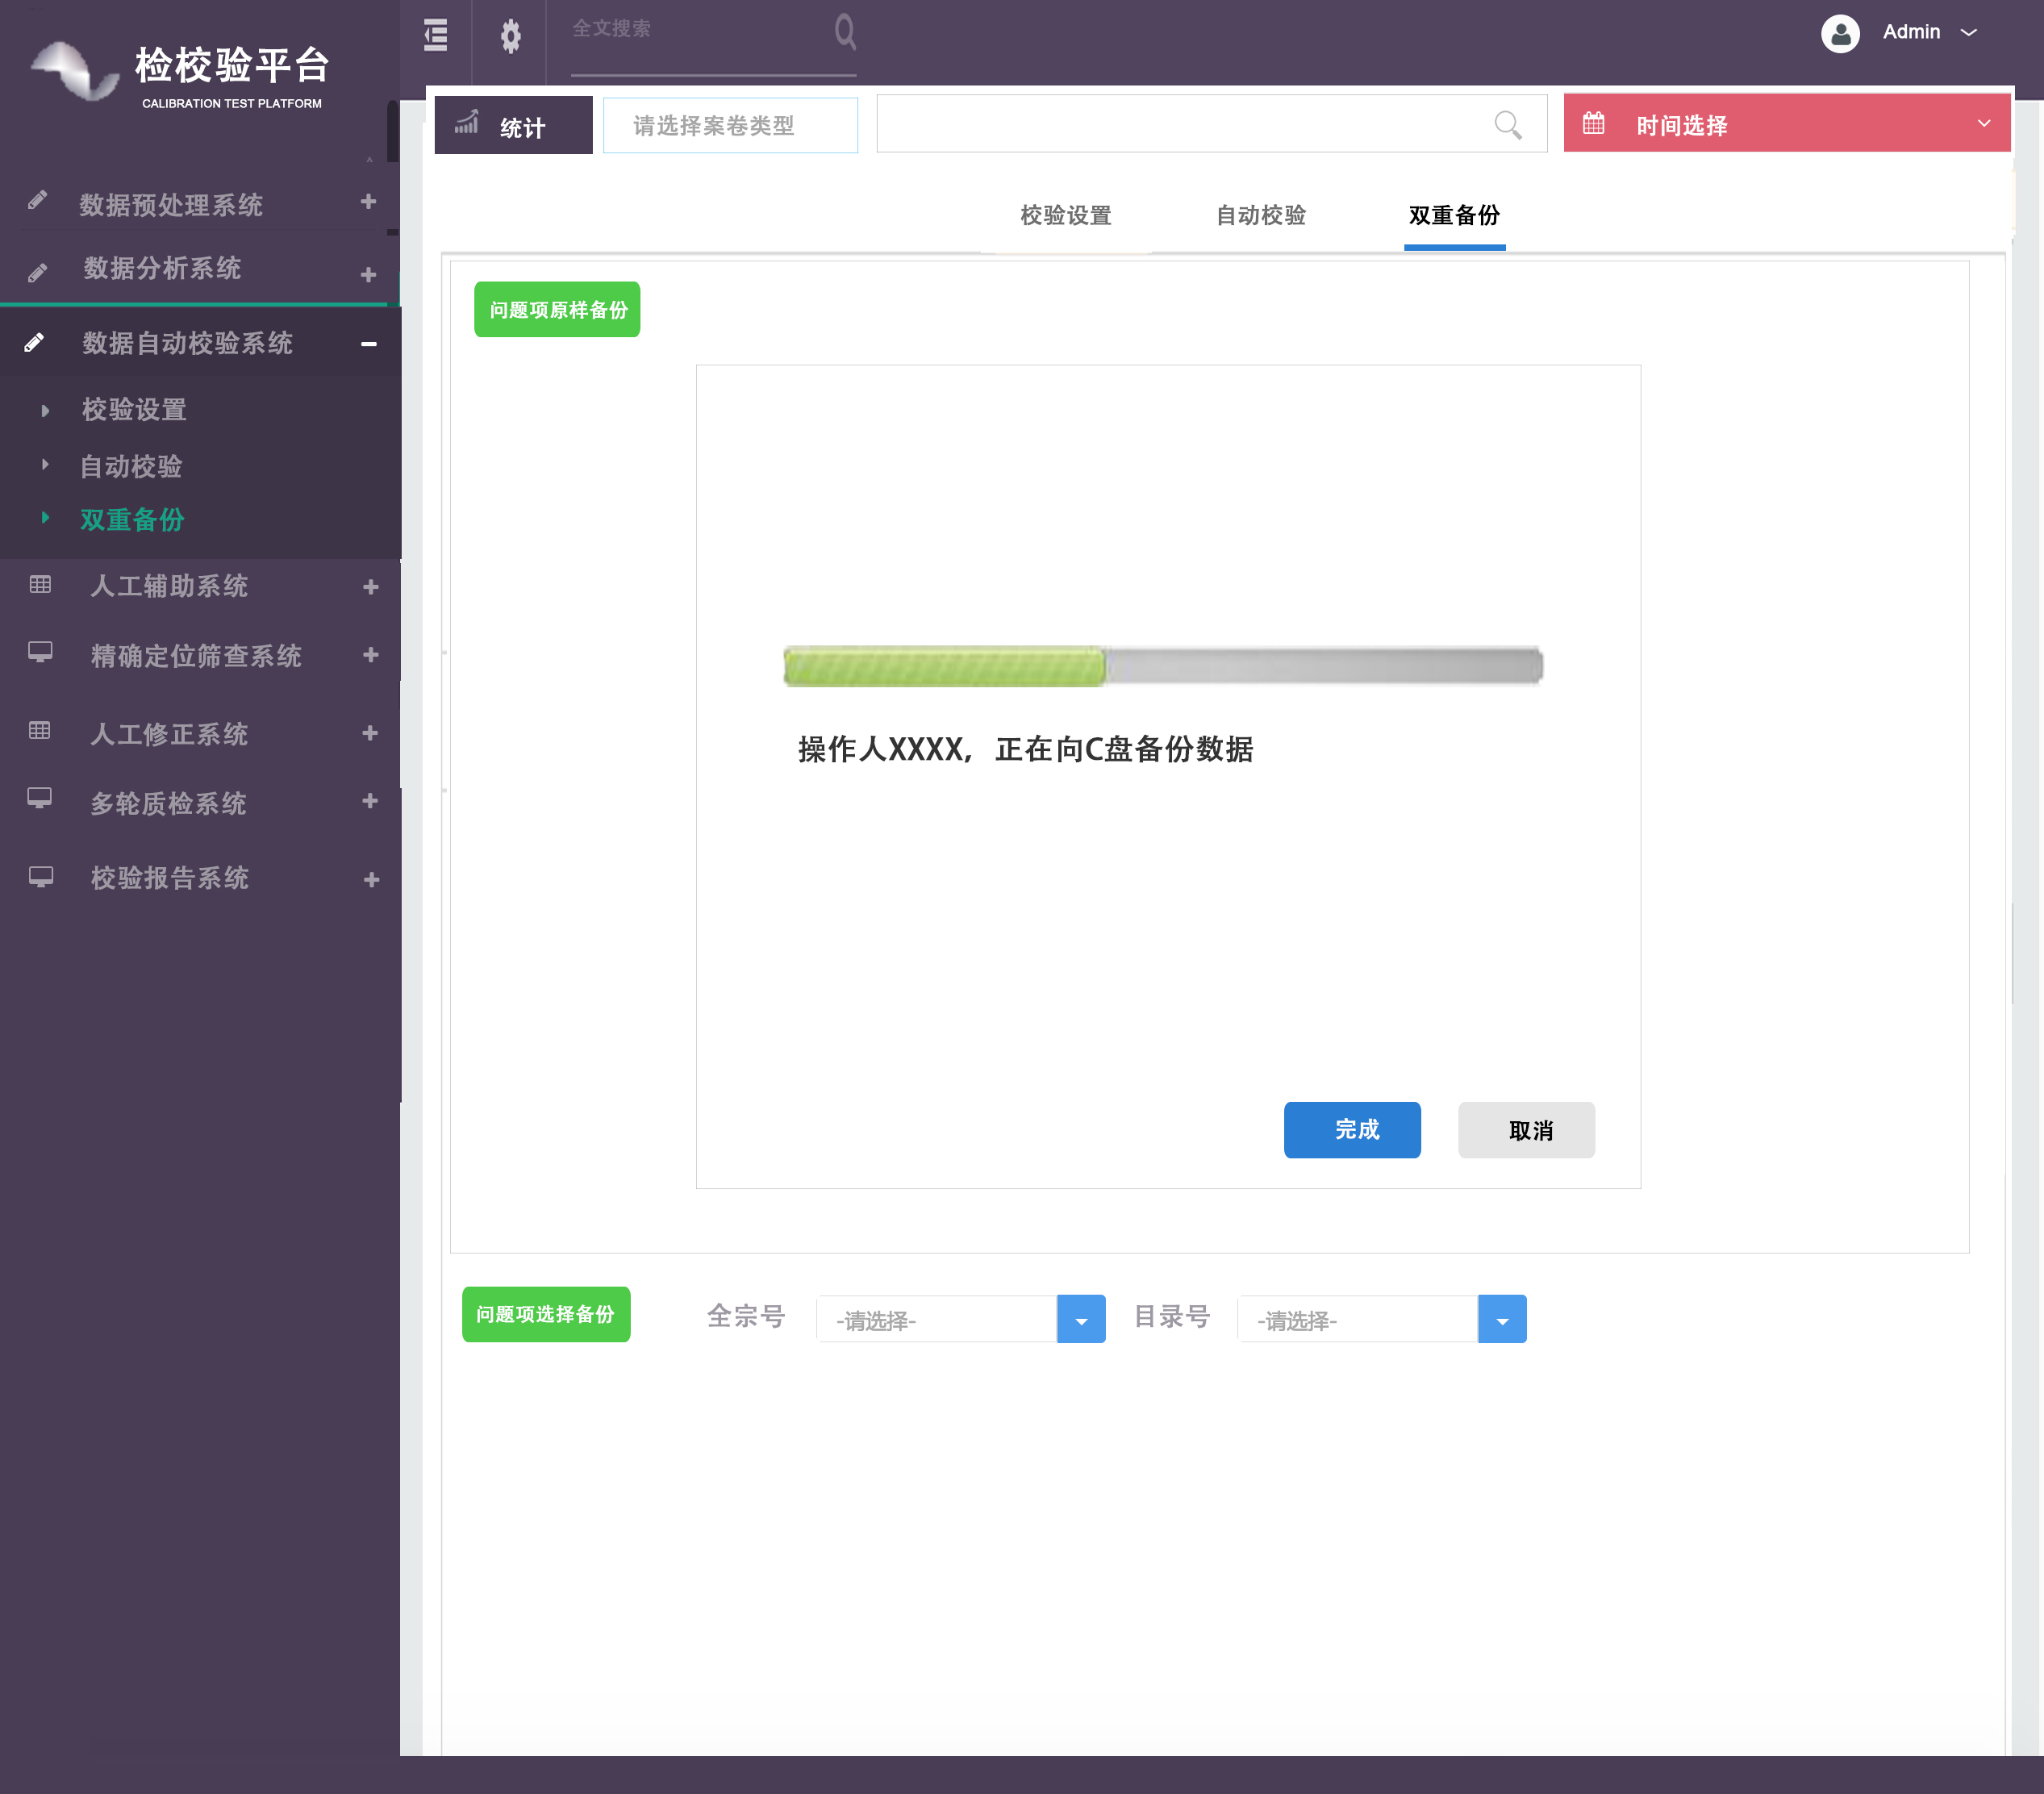 检校验平台
CALIBRATION TEST PLATFORM
全文搜索
Admin
统计
请选择案卷类型
时间选择
数据预处理系统
数据分析系统
数据自动校验系统
校验设置
自动校验
双重备份
人工辅助系统
精确定位筛查系统
人工修正系统
多轮质检系统
校验报告系统
校验设置 自动校验 双重备份
问题项原样备份
操作人XXXX，正在向C盘备份数据
完成 取消
问题项选择备份 全宗号 -请选择- 目录号 -请选择-